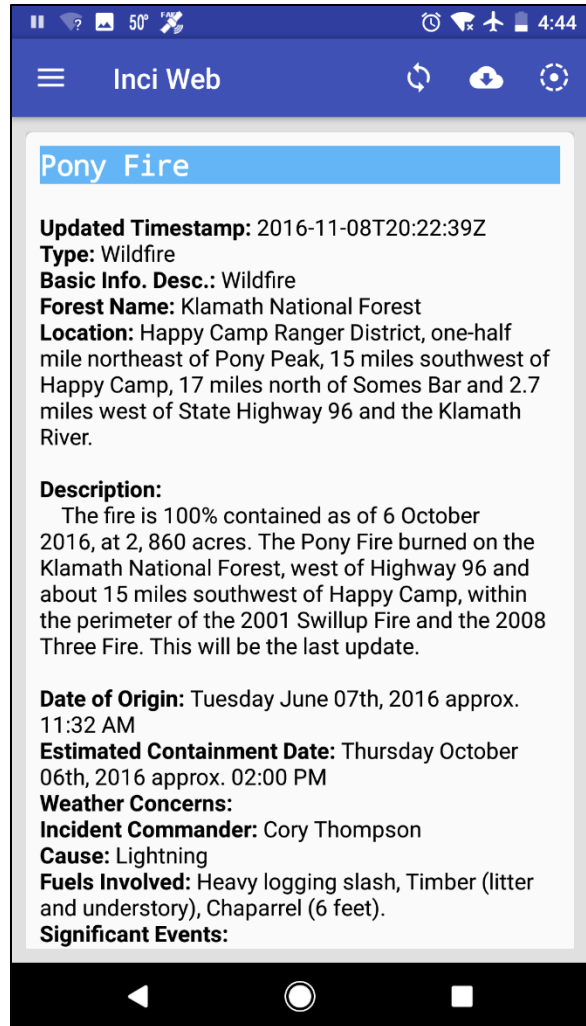 50°
FAKE
4:44
Inci Web
Pony Fire
Updated Timestamp: 2016-11-08T20:22:39Z
Type: Wildfire
Basic Info. Desc.: Wildfire
Forest Name: Klamath National Forest
Location: Happy Camp Ranger District, one-half
mile northeast of Pony Peak, 15 miles southwest of
Happy Camp, 17 miles north of Somes Bar and 2.7
miles west of State Highway 96 and the Klamath
River.
Description:
The fire is 100% contained as of 6 October
2016, at 2, 860 acres. The Pony Fire burned on the
Klamath National Forest, west of Highway 96 and
about 15 miles southwest of Happy Camp, within
the perimeter of the 2001 Swillup Fire and the 2008
Three Fire. This will be the last update.
Date of Origin: Tuesday June 07th, 2016 approx.
11:32 AM
Estimated Containment Date: Thursday October
06th, 2016 approx. 02:00 PM
Weather Concerns:
Incident Commander: Cory Thompson
Cause: Lightning
Fuels Involved: Heavy logging slash, Timber (litter
and understory), Chaparrel (6 feet).
Significant Events: